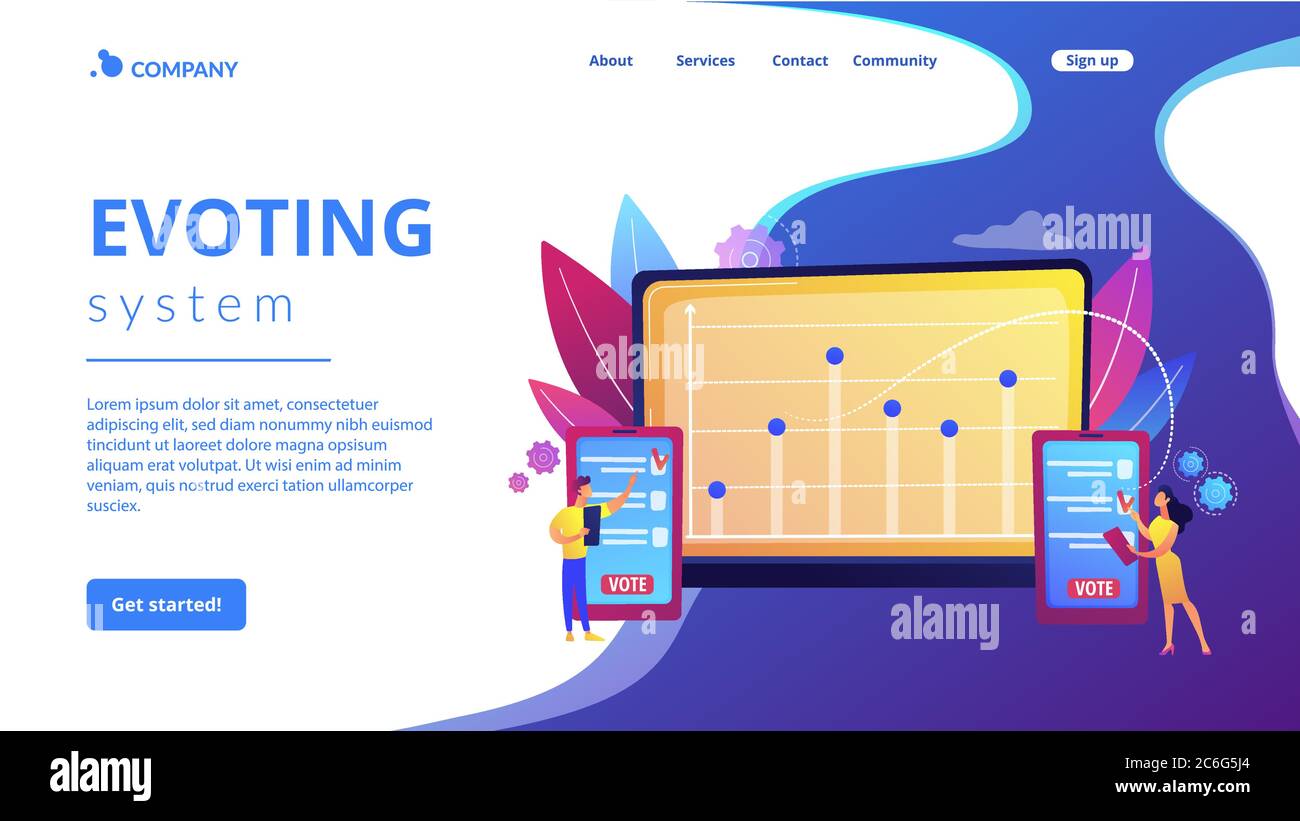 COMPANY
About Services Contact Community Sign up
EVOTING
system
Lorem ipsum dolor sit amet, consectetuer
adipiscing elit, sed diam nonummy nibh euismod
tincidunt ut laoreet dolore magna opsum
aliquam erat volutpat. Ut wisi enim ad minim
veniam, quis nostrud exerci tation ullamcorper
susciex.
Get started!
VOTE
VOTE
alamy
alamy
alamy
alamy
a
a
a
a
a
alamy
Image ID: 2C6G5J4
www.alamy.com